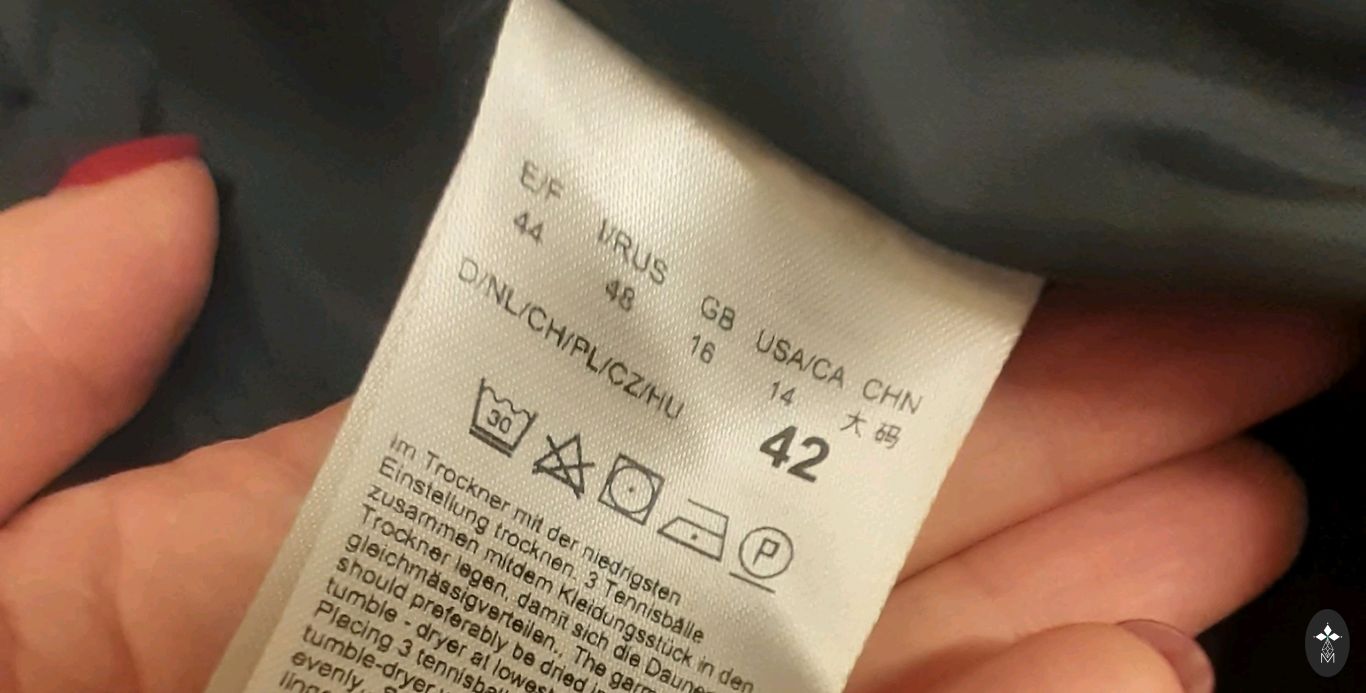 E/F I/RUS GB USA/CA CHN
44 48 16 14 大码
D/NL/CH/PL/CZ/HU 42
30
P
Im Trockner mit der niedrigsten
Einstellung trocknen, 3 Tennisbälle
zusammen mitdem Kleidungsstück in den
Trockner legen, damit sich die Daunen
gleichmässigverteilen.. The garm
should preferably be dried in
tumble - dryer at lowest
Placing 3 tennisbal
tumble-dryer
evenly..
M